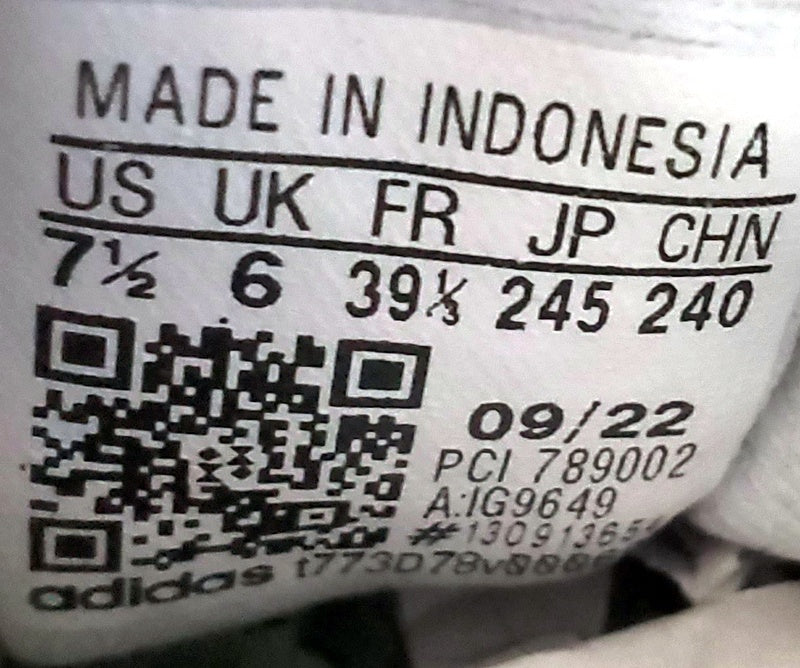 MADE IN INDONESIA
US UK FR JP CHN
7½ 6 39⅓ 245 240
09/22
PCI 789002
A:IG9649
adidas